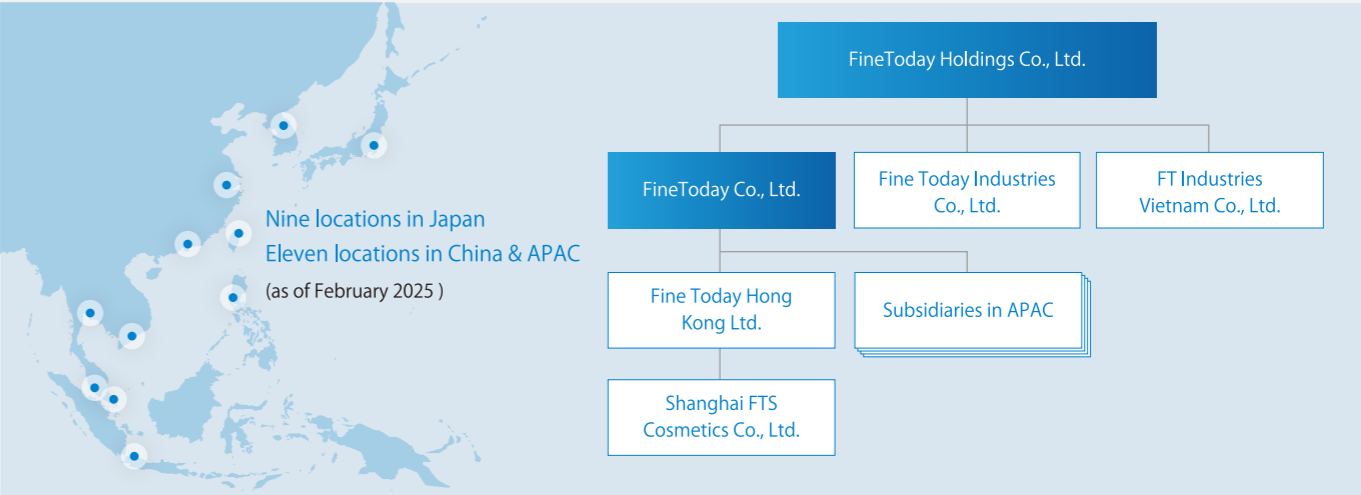 Nine locations in Japan
Eleven locations in China & APAC
(as of February 2025 )
FineToday Holdings Co., Ltd.
FineToday Co., Ltd.
Fine Today Industries
Co., Ltd.
FT Industries
Vietnam Co., Ltd.
Fine Today Hong
Kong Ltd.
Subsidiaries in APAC
Shanghai FTS
Cosmetics Co., Ltd.